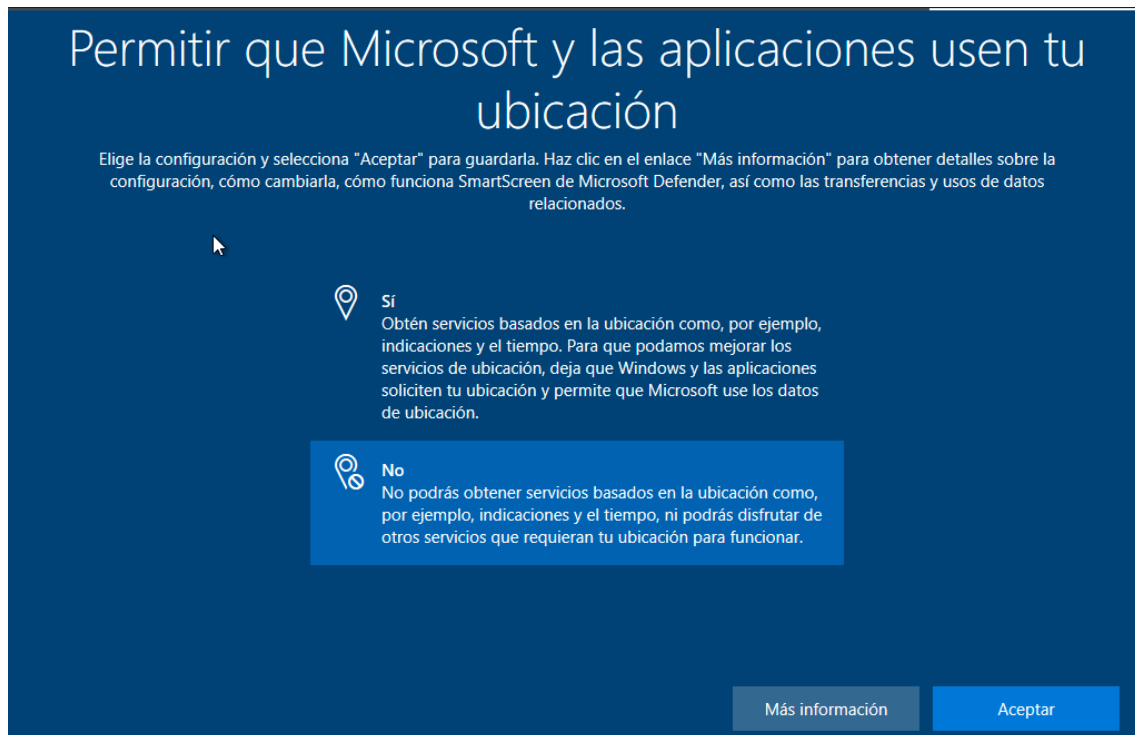 Permitir que Microsoft y las aplicaciones usen tu
ubicación
Elige la configuración y selecciona "Aceptar" para guardarla. Haz clic en el enlace "Más información" para obtener detalles sobre la
configuración, cómo cambiarla, cómo funciona SmartScreen de Microsoft Defender, así como las transferencias y usos de datos
relacionados.
Sí
Obtén servicios basados en la ubicación como, por ejemplo,
indicaciones y el tiempo. Para que podamos mejorar los
servicios de ubicación, deja que Windows y las aplicaciones
soliciten tu ubicación y permite que Microsoft use los datos
de ubicación.
No
No podrás obtener servicios basados en la ubicación como,
por ejemplo, indicaciones y el tiempo, ni podrás disfrutar de
otros servicios que requieran tu ubicación para funcionar.
Más información
Aceptar